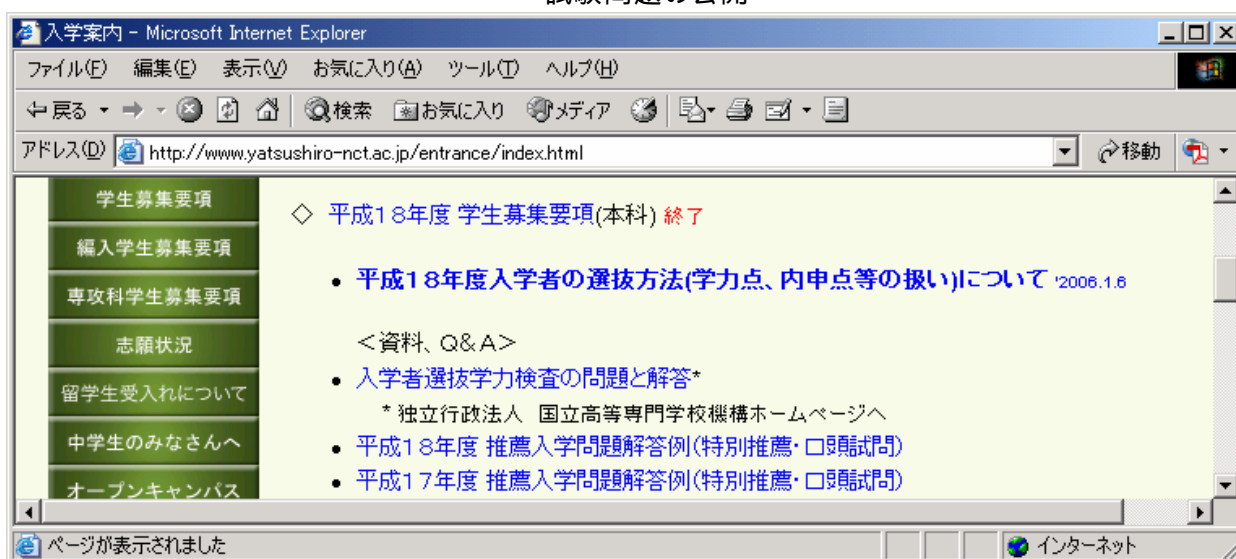 試験問題の公開
入学案内 - Microsoft Internet Explorer
ファイル(F) 編集(E) 表示(V) お気に入り(A) ツール(T) ヘルプ(H)
戻る 検索 お気に入り メディア
アドレス(D) http://www.yatsushiro-nct.ac.jp/entrance/index.html 移動
学生募集要項
編入学生募集要項
専攻科学生募集要項
志願状況
留学生受入れについて
中学生のみなさんへ
オープンキャンパス
◇ 平成18年度 学生募集要項(本科) 終了
• 平成18年度入学者の選抜方法(学力点、内申点等の扱い)について '2006.1.6
＜資料、Q&A＞
• 入学者選抜学力検査の問題と解答*
* 独立行政法人 国立高等専門学校機構ホームページへ
• 平成18年度 推薦入学問題解答例(特別推薦・口頭試問)
• 平成17年度 推薦入学問題解答例(特別推薦・口頭試問)
ページが表示されました インターネット